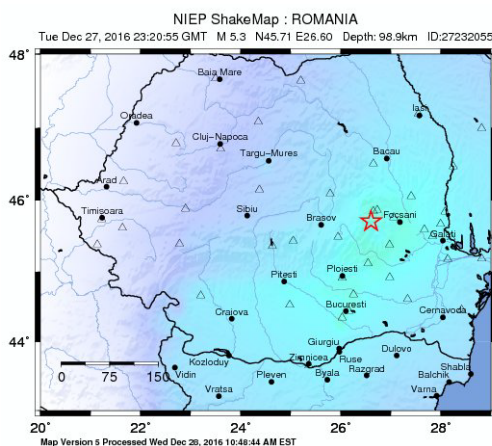 NIEP ShakeMap : ROMANIA
Tue Dec 27, 2016 23:20:55 GMT M 5.3 N45.71 E26.60 Depth: 98.9km ID:27232055
48˚
Baia Mare
Iasi
Oradea
Cluj-Napoca
Bacau
Targu-Mures
Arad
46˚
Timisoara
Sibiu
Brasov
Focsani
Galati
Ploiesti
Pitesti
Bucuresti
Craiova
Cernavoda
44˚
Giurgiu
Kozloduy
Zimnicea
Ruse
Dulovo
0 75 150
Vidin
Pleven
Byala
Razgrad
Shabla
Balchik
Vratsa
Varna
20˚ 22˚ 24˚ 26˚ 28˚
Map Version 5 Processed Wed Dec 28, 2016 10:48:44 AM EST